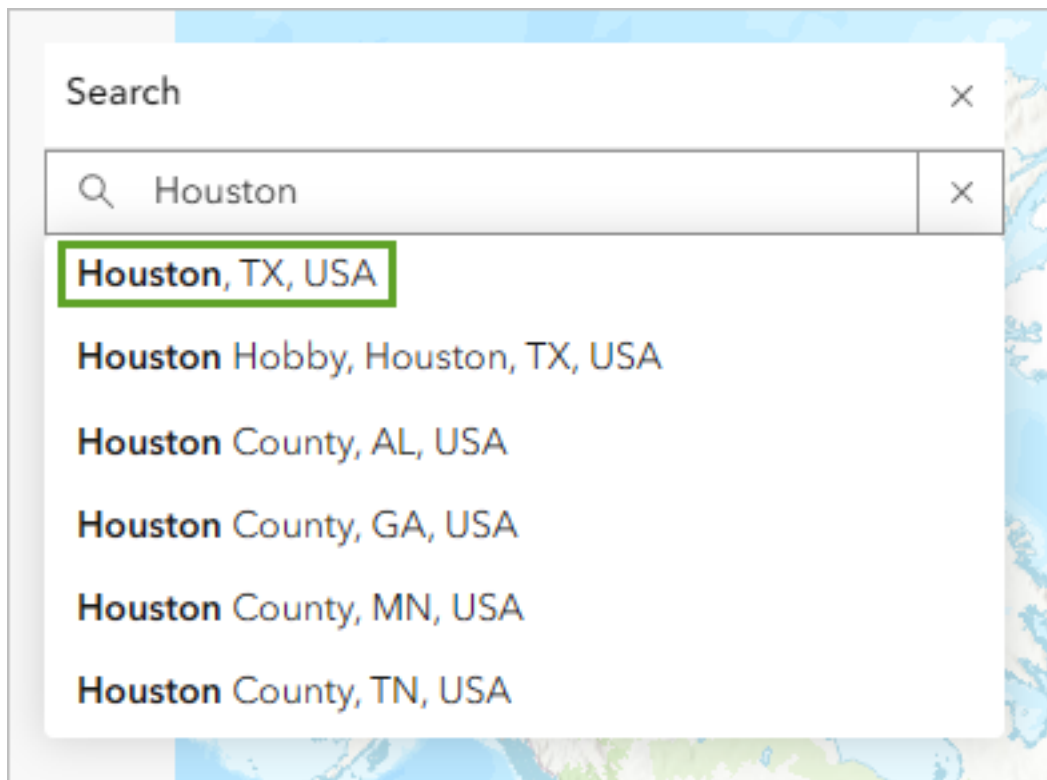 Search
Houston
Houston, TX, USA
Houston Hobby, Houston, TX, USA
Houston County, AL, USA
Houston County, GA, USA
Houston County, MN, USA
Houston County, TN, USA